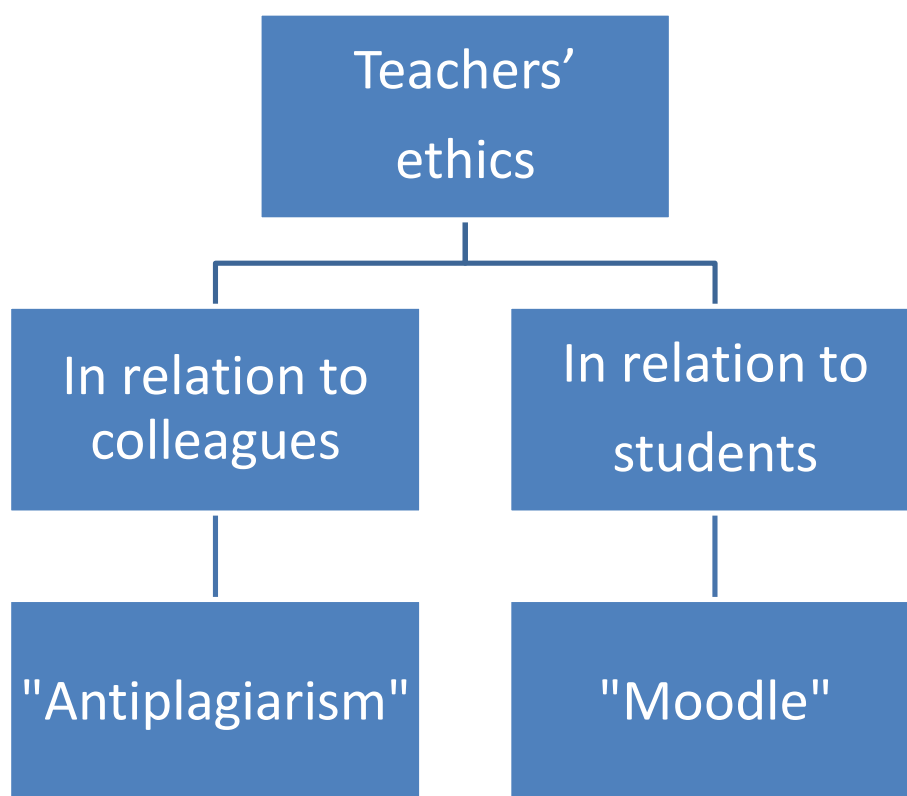 Teachers’
ethics
In relation to
colleagues
In relation to
students
"Antiplagiarism"
"Moodle"